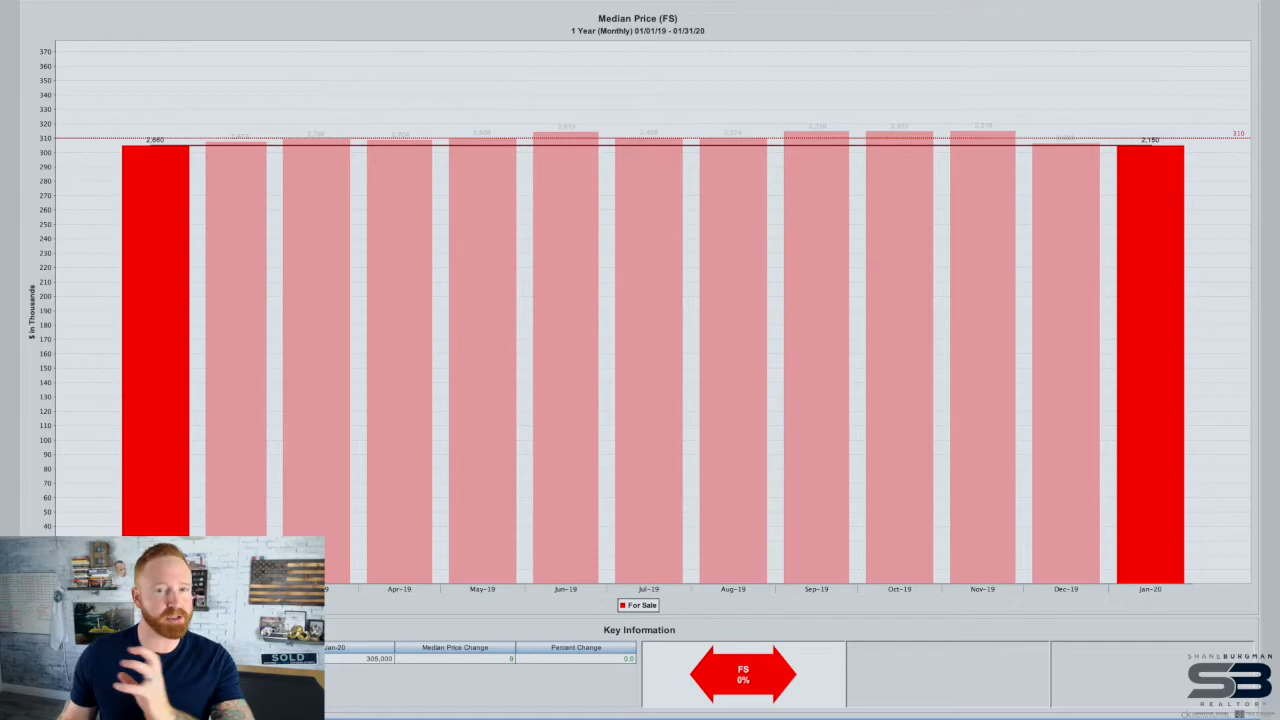 Median Price (FS)
1 Year (Monthly) 01/01/19 - 01/31/20
370
360
350
340
330
320
310
300
290
280
270
260
250
240
230
220
210
200
190
180
170
160
150
140
130
120
110
100
90
80
70
60
50
40
$ in Thousands
2,660
2,150
310
Apr-19
May-19
Jun-19
Jul-19
Aug-19
Sep-19
Oct-19
Nov-19
Dec-19
Jan-20
For Sale
Key Information
Jan-20
Median Price Change
Percent Change
305,000
9
0.0
FS
0%
SOLD
SHANEBURGMAN
SB
REALTOR